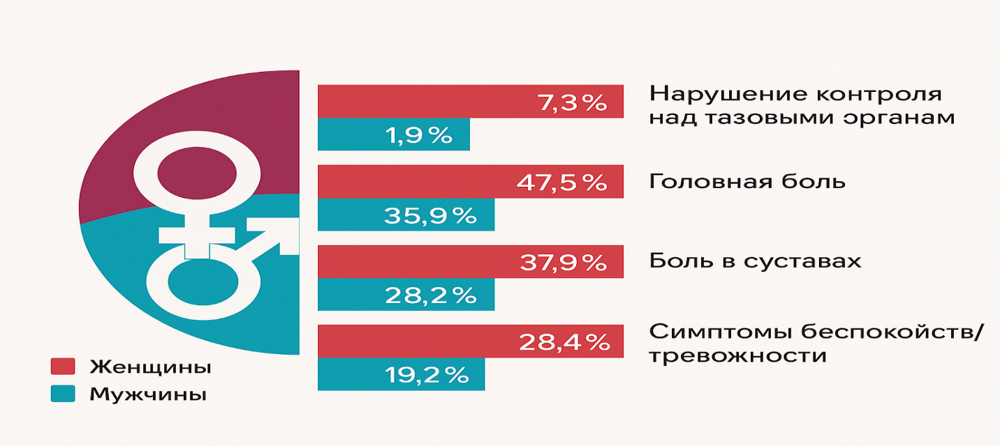 7,3 %
Нарушение контроля
1,9 %
над тазовыми органам
47,5 %
Головная боль
35,9 %
37,9 %
Боль в суставах
28,2 %
28,4 %
Симптомы беспокойств/
тревожности
19,2 %
Женщины
Мужчины